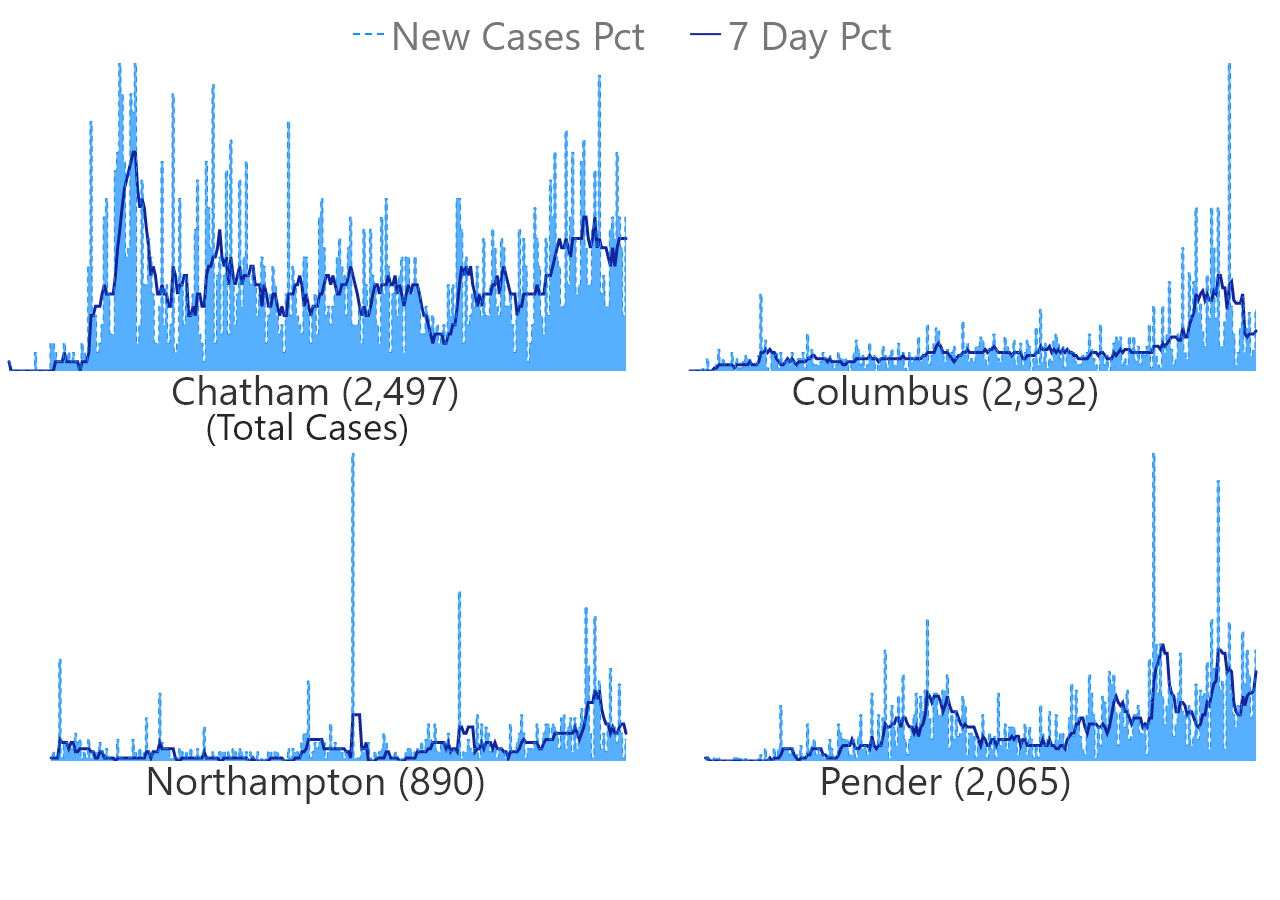 New Cases Pct 7 Day Pct
Chatham (2,497) Columbus (2,932)
(Total Cases)
Northampton (890) Pender (2,065)